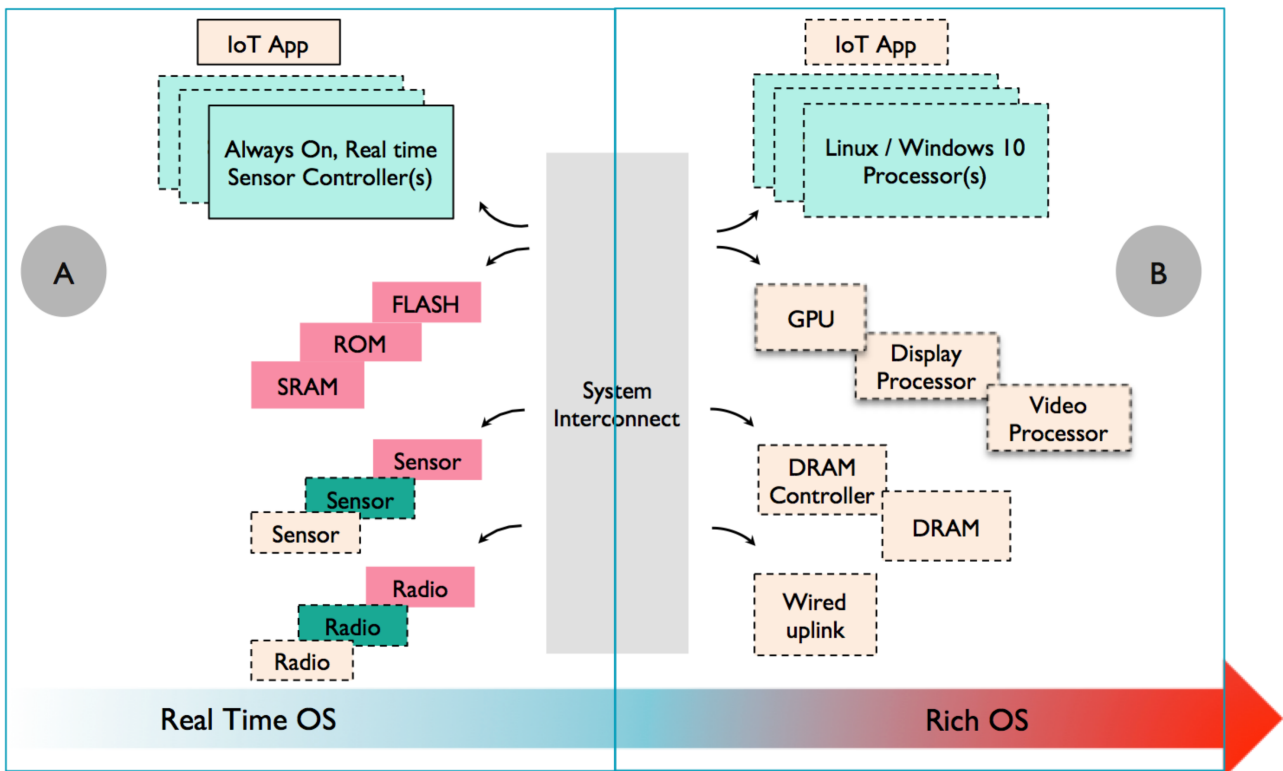 IoT App
Always On, Real time
Sensor Controller(s)
A
FLASH
ROM
SRAM
Sensor
Sensor
Sensor
Radio
Radio
Radio
System
Interconnect
IoT App
Linux / Windows 10
Processor(s)
B
GPU
Display
Processor
Video
Processor
DRAM
Controller
DRAM
Wired
uplink
Real Time OS
Rich OS